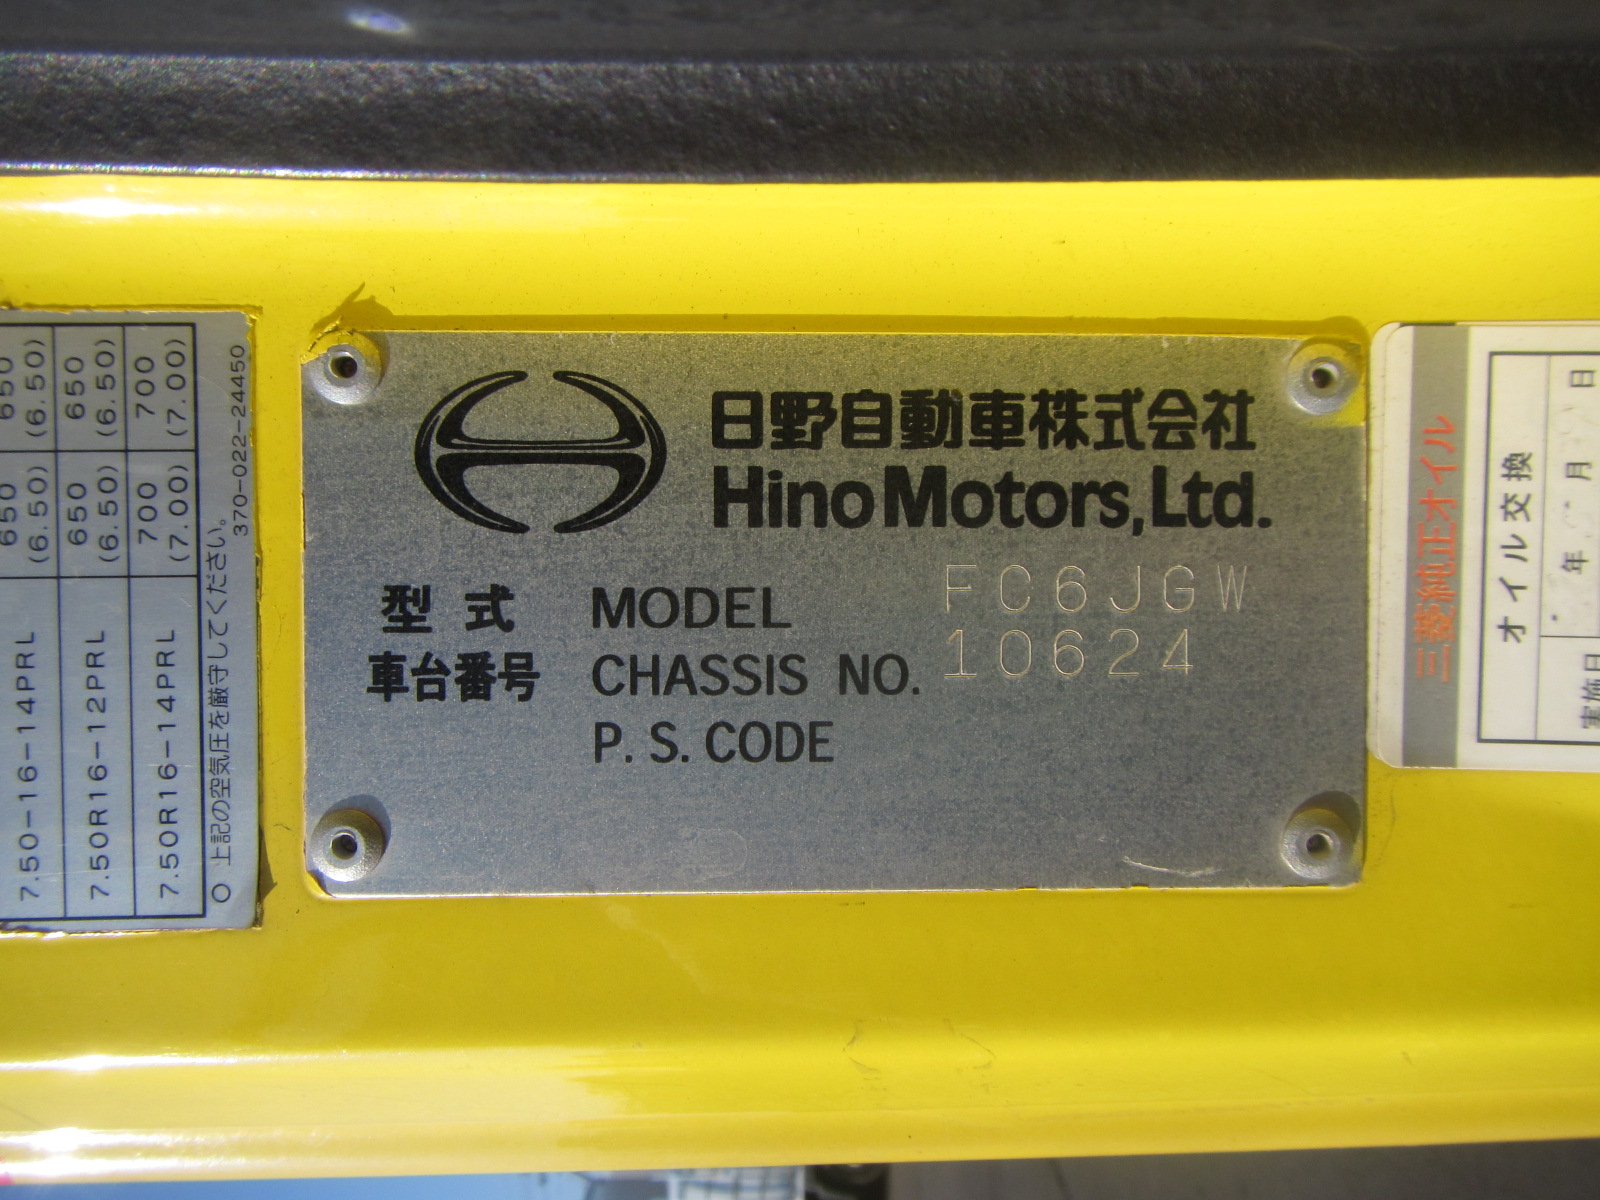 650
(6.50)
650
(6.50)
700
(7.00)
650
(6.50)
650
(6.50)
700
(7.00)
7.50-16-14PRL
7.50R16-12PRL
7.50R16-14PRL
○ 上記の空気圧を厳守してください。
370-022-24450
日野自動車株式会社
Hino Motors, Ltd.
型式 MODEL FC6JGW
車台番号 CHASSIS NO. 10624
P. S. CODE
三菱純正オイル
オイル交換
年 月 日
実施日